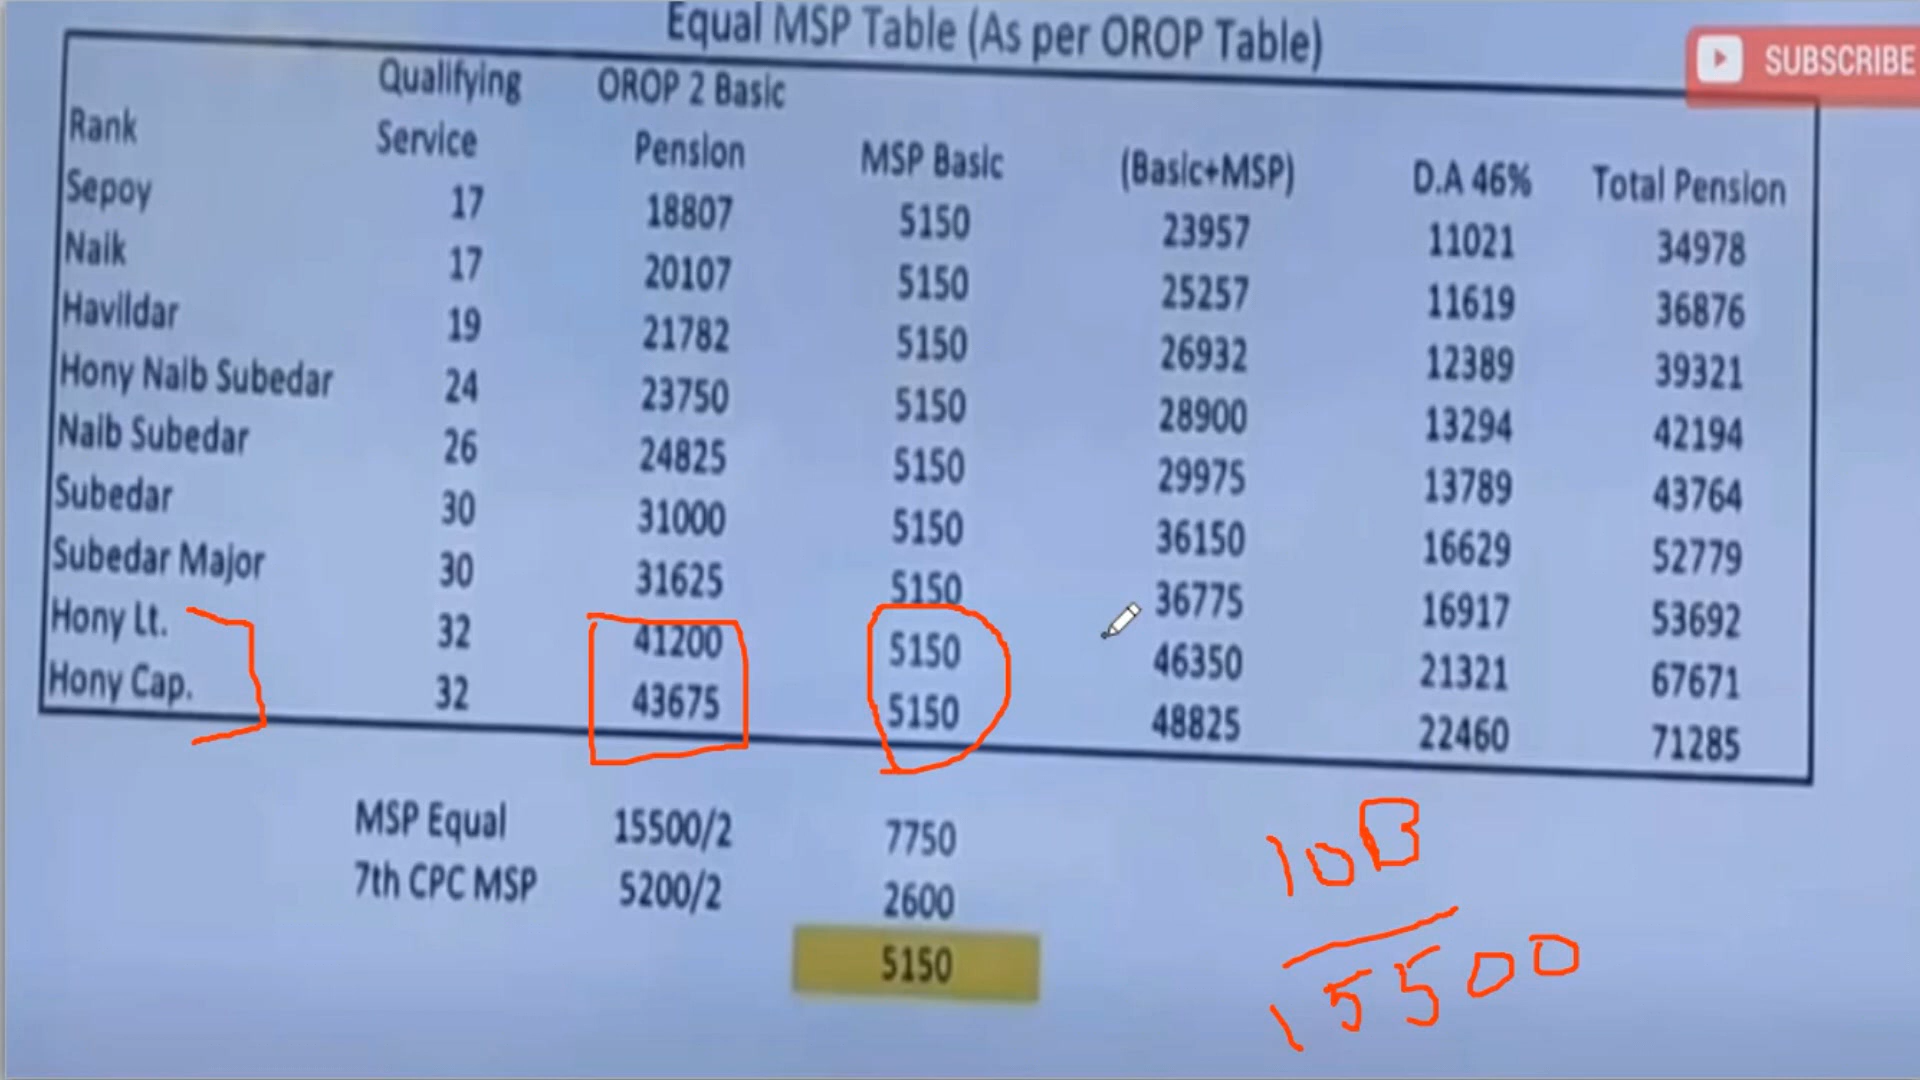 Equal MSP Table (As per OROP Table)
SUBSCRIBE
Rank Qualifying Service OROP 2 Basic Pension MSP Basic (Basic+MSP) D.A 46% Total Pension
Sepoy 17 18807 5150 23957 11021 34978
Naik 17 20107 5150 25257 11619 36876
Havildar 19 21782 5150 26932 12389 39321
Hony Naib Subedar 24 23750 5150 28900 13294 42194
Naib Subedar 26 24825 5150 29975 13789 43764
Subedar 30 31000 5150 36150 16629 52779
Subedar Major 30 31625 5150 36775 16917 53692
Hony Lt. 32 41200 5150 46350 21321 67671
Hony Cap. 32 43675 5150 48825 22460 71285
MSP Equal 15500/2 7750
7th CPC MSP 5200/2 2600
5150
10B
15500